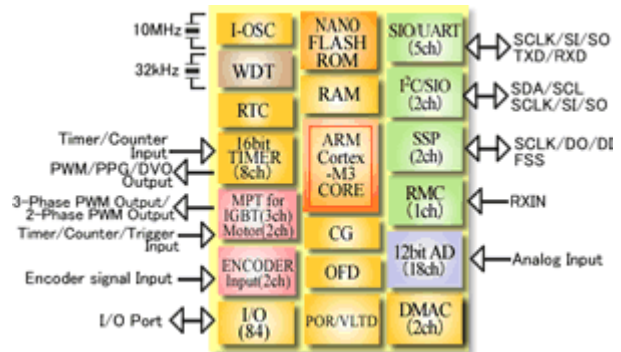 10MHz
32kHz
Timer/Counter
Input
PWM/PPG/DVO
Output
3-Phase PWM Output/
2-Phase PWM Output
Timer/Counter/Trigger
Input
Encoder signal Input
I/O Port
I-OSC
WDT
RTC
16bit
TIMER
(8ch)
MPT for
IGBT(3ch)
Motor(2ch)
ENCODER
Input(2ch)
I/O
(84)
NANO
FLASH
ROM
RAM
ARM
Cortex
-M3
CORE
CG
OFD
POR/VLTD
SIO/UART
(5ch)
I²C/SIO
(2ch)
SSP
(2ch)
RMC
(1ch)
12bit AD
(18ch)
DMAC
(2ch)
SCLK/SI/SO
TXD/RXD
SDA/SCL
SCLK/SI/SO
SCLK/DO/DI
FSS
RXIN
Analog Input